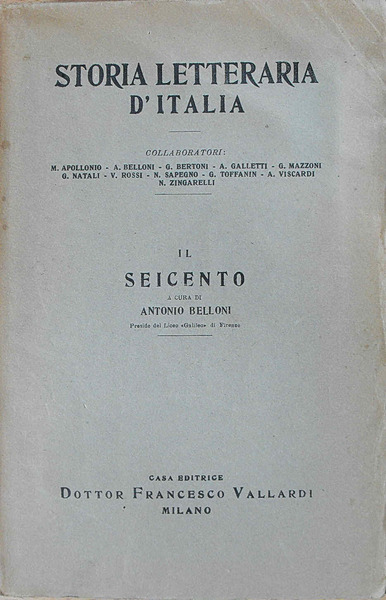 STORIA LETTERARIA
D'ITALIA
COLLABORATORI:
M. APOLLONIO - A. BELLONI - G. BERTONI - A. GALLETTI - G. MAZZONI
G. NATALI - V. ROSSI - N. SAPEGNO - G. TOFFANIN - A. VISCARDI
N. ZINGARELLI
IL
SEICENTO
A CURA DI
ANTONIO BELLONI
Preside del Liceo «Galileo» di Firenze
CASA EDITRICE
DOTTOR FRANCESCO VALLARDI
MILANO